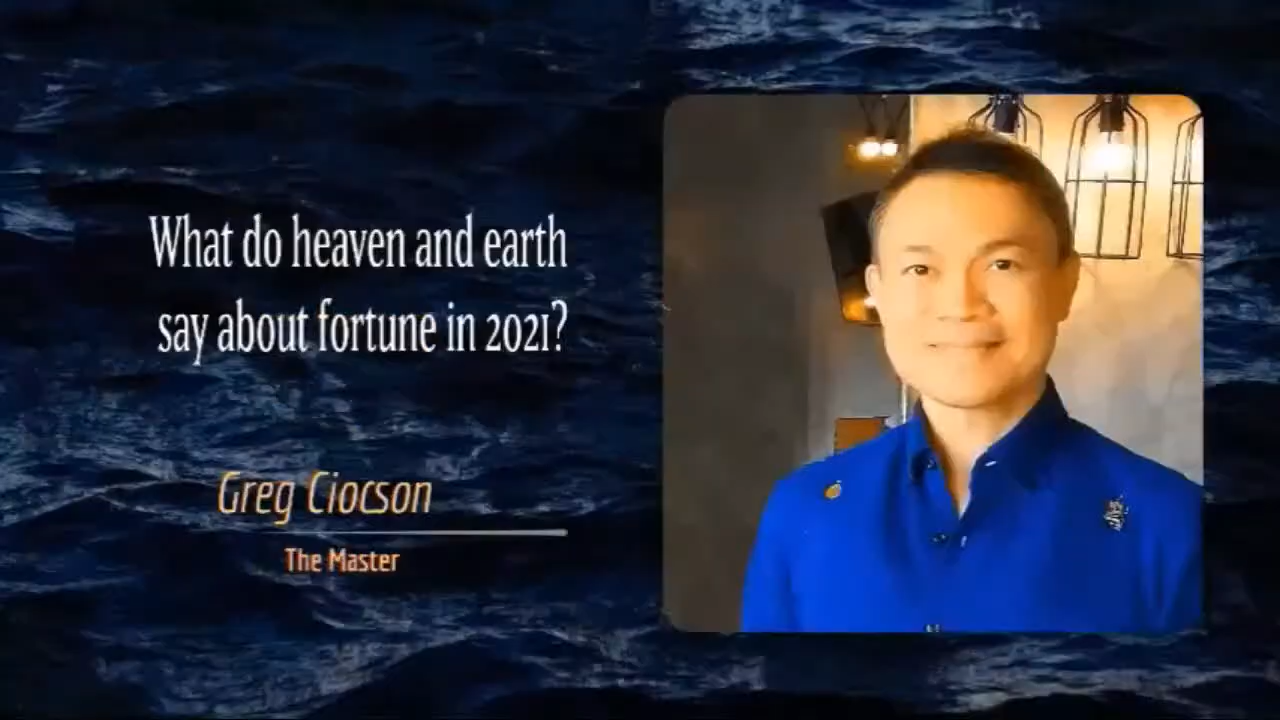 What do heaven and earth
say about fortune in 2021?
Greg Ciocson
The Master